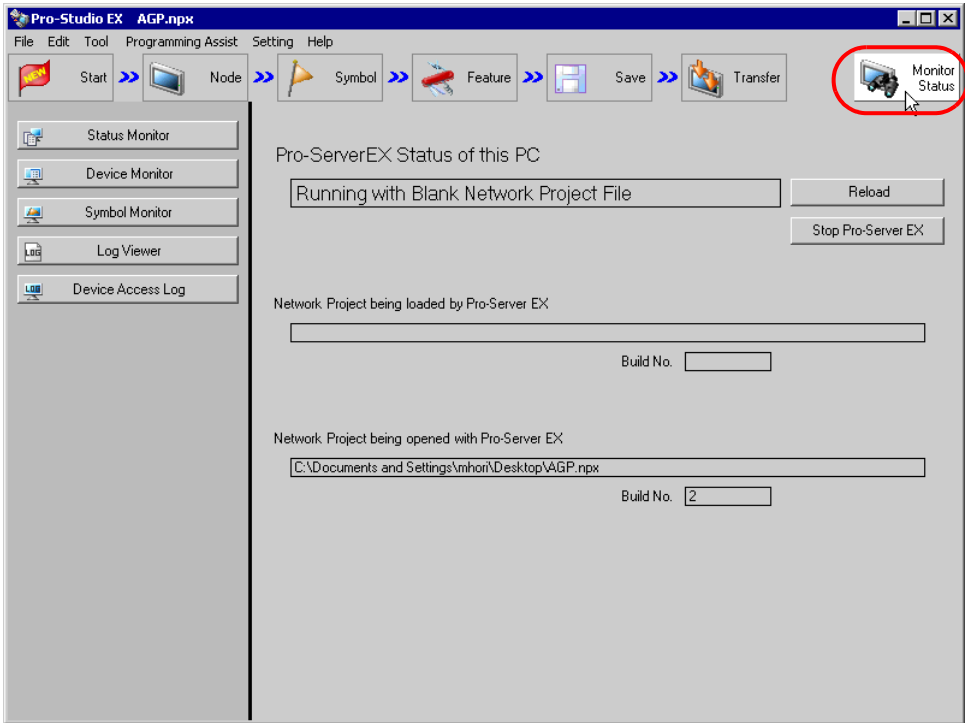 Pro-Studio EX AGP.npx
File Edit Tool Programming Assist Setting Help
NEW Start Node Symbol Feature Save Transfer Monitor
Status
Status Monitor
Device Monitor
Symbol Monitor
LOG Log Viewer
LOG Device Access Log
Pro-ServerEX Status of this PC
Running with Blank Network Project File
Reload
Stop Pro-Server EX
Network Project being loaded by Pro-Server EX
Build No.
Network Project being opened with Pro-Server EX
C:\Documents and Settings\mhori\Desktop\AGP.npx
Build No. 2